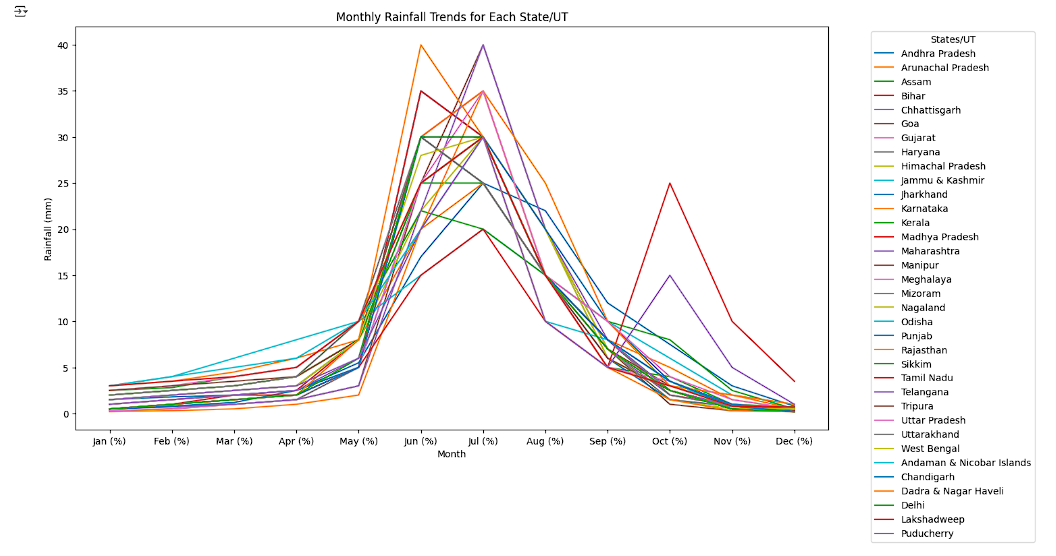 Monthly Rainfall Trends for Each State/UT
Rainfall (mm)
40
35
30
25
20
15
10
5
0
Jan (%) Feb (%) Mar (%) Apr (%) May (%) Jun (%) Jul (%) Aug (%) Sep (%) Oct (%) Nov (%) Dec (%)
Month
States/UT
Andhra Pradesh
Arunachal Pradesh
Assam
Bihar
Chhattisgarh
Goa
Gujarat
Haryana
Himachal Pradesh
Jammu & Kashmir
Jharkhand
Karnataka
Kerala
Madhya Pradesh
Maharashtra
Manipur
Meghalaya
Mizoram
Nagaland
Odisha
Punjab
Rajasthan
Sikkim
Tamil Nadu
Telangana
Tripura
Uttar Pradesh
Uttarakhand
West Bengal
Andaman & Nicobar Islands
Chandigarh
Dadra & Nagar Haveli
Delhi
Lakshadweep
Puducherry